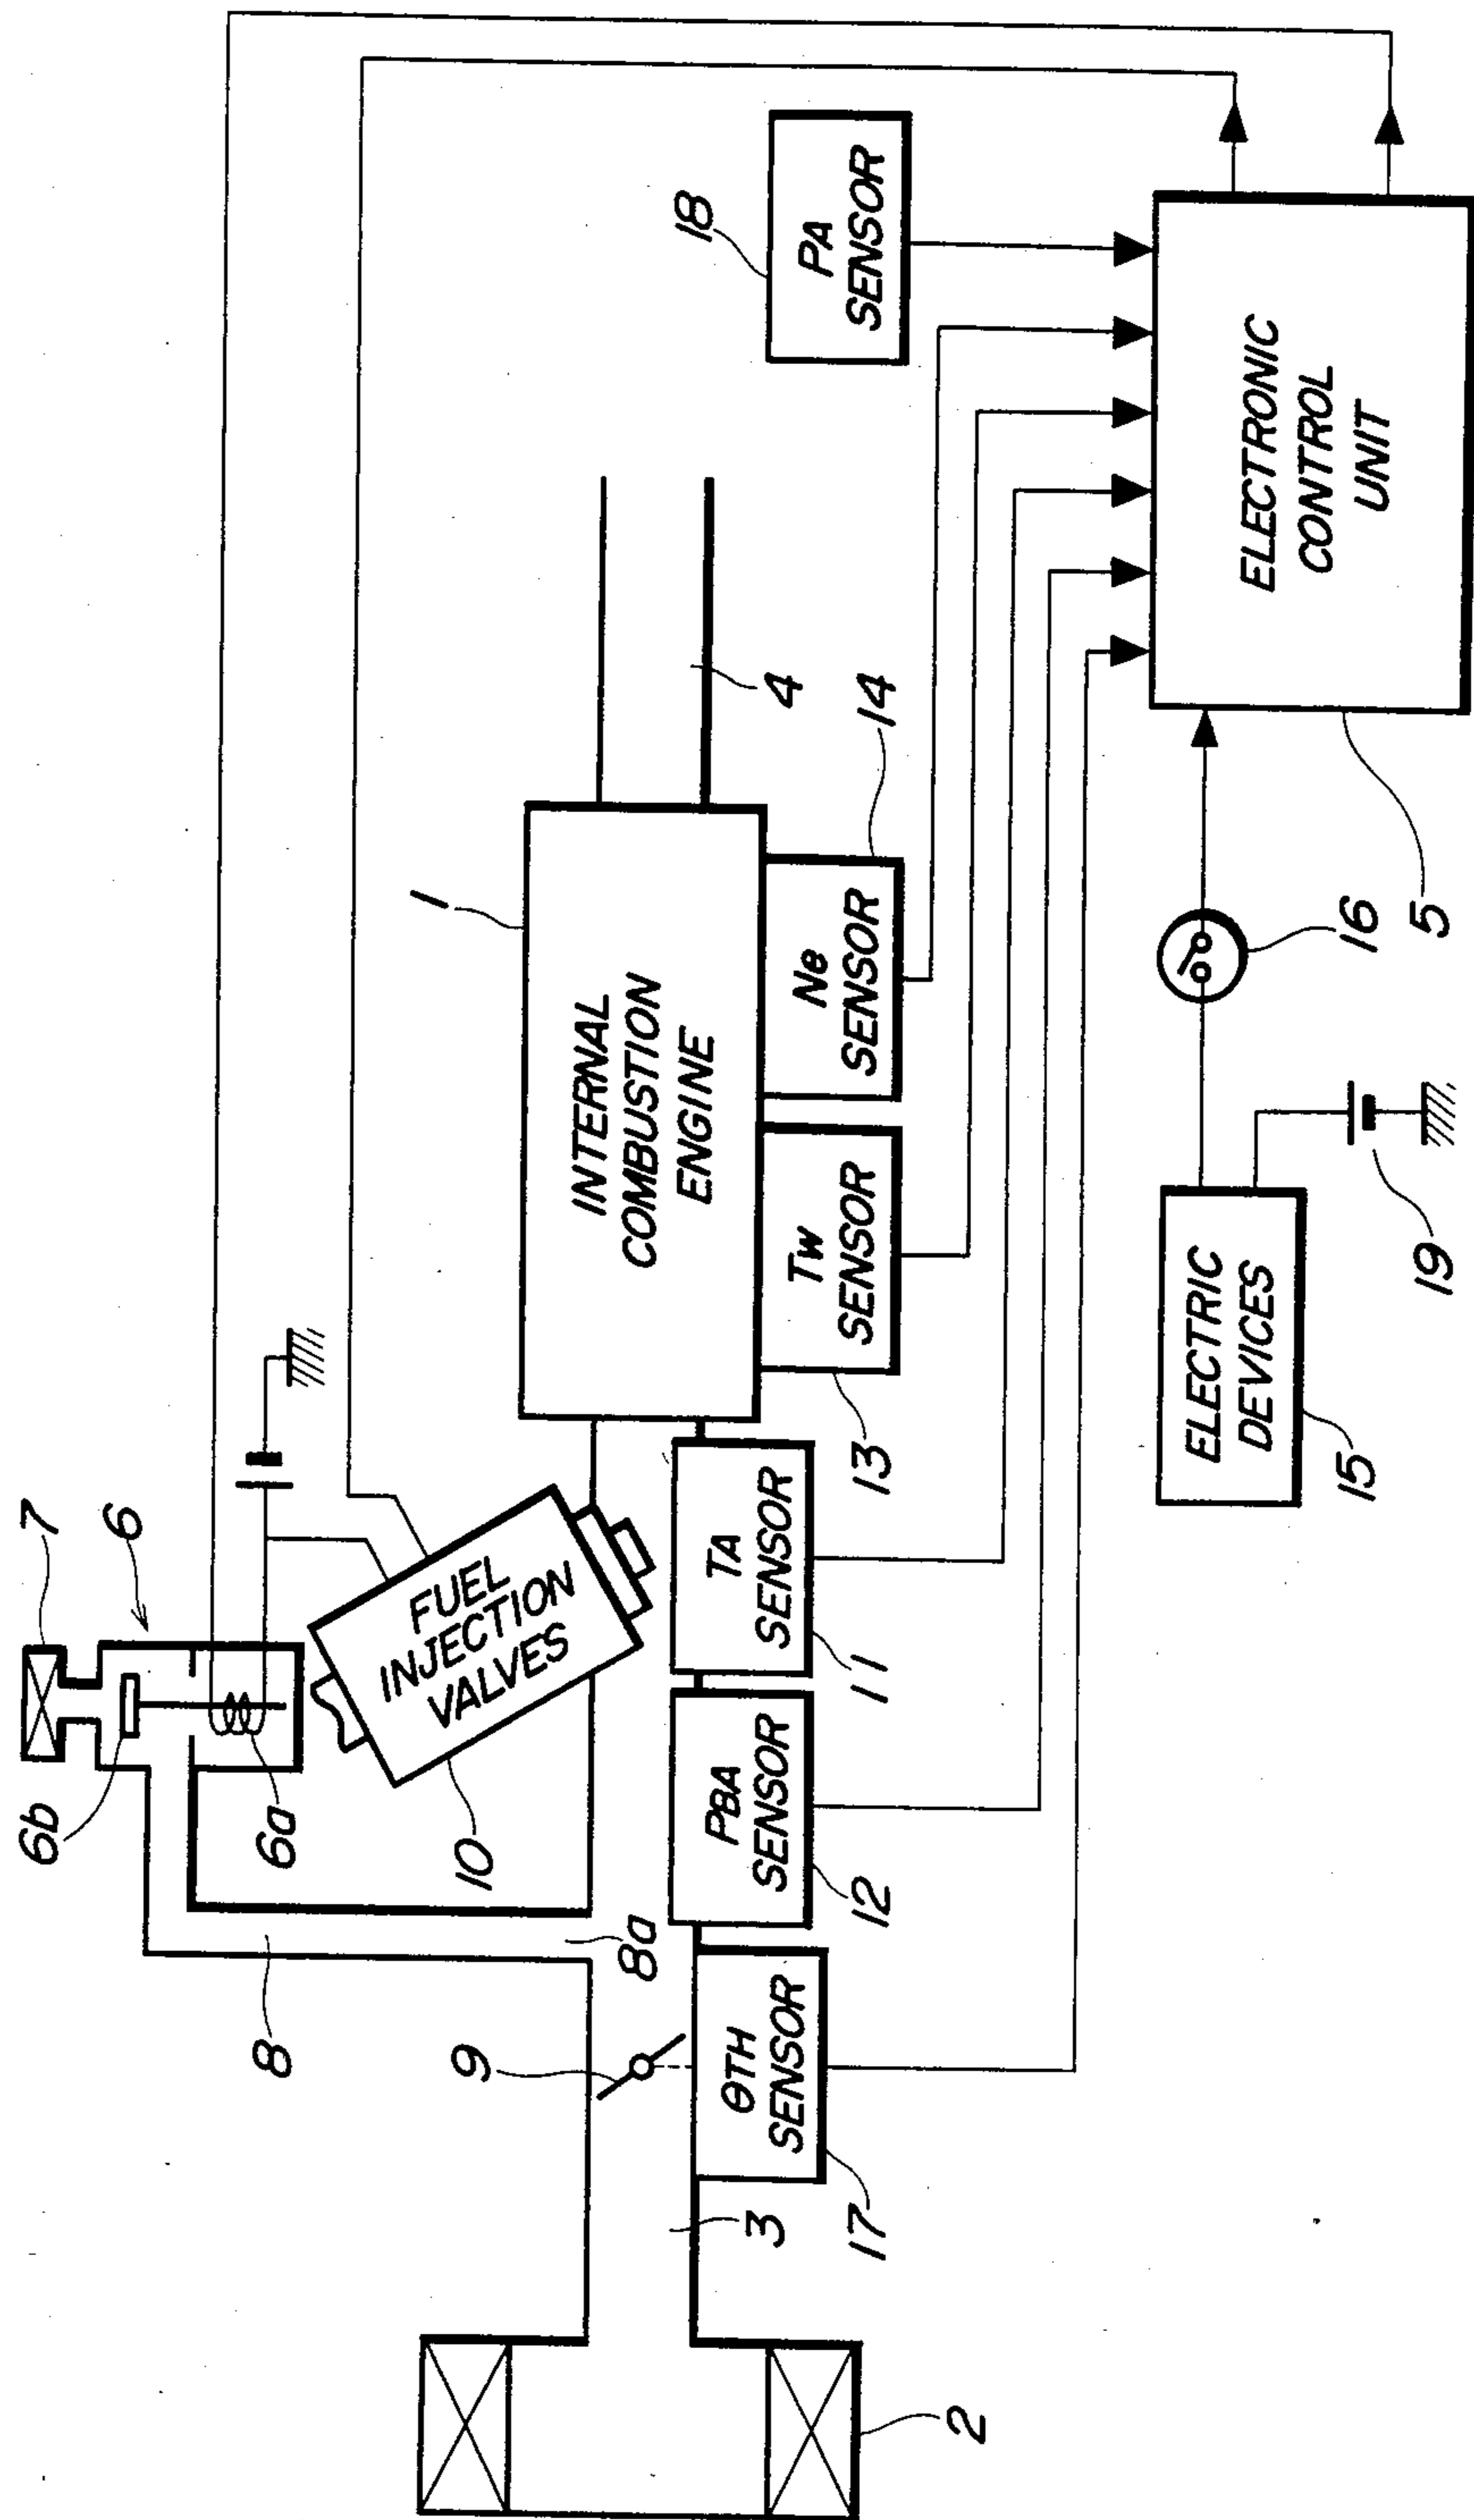 7
6
6b
6a
8
8a
10
FUEL
INJECTION
VALVES
1
INTERNAL
COMBUSTION
ENGINE
4
18
PA
SENSOR
9
3
2
θTH
SENSOR
17
PBA
SENSOR
12
TA
SENSOR
11
TW
SENSOR
13
Ne
SENSOR
14
ELECTRIC
DEVICES
15
19
16
5
ELECTRONIC
CONTROL
UNIT